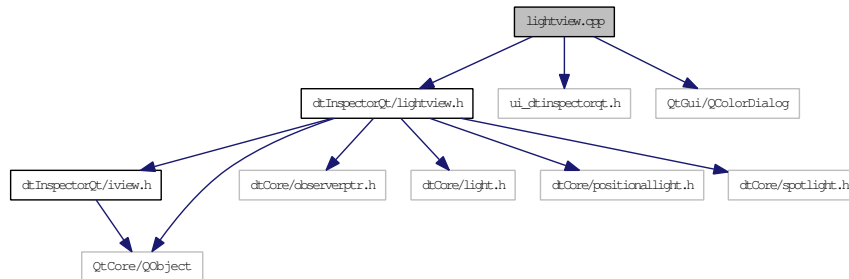 lightview.cpp
dtInspectorQt/lightview.h
ui_dtinspectorqt.h
QtGui/QColorDialog
dtInspectorQt/iview.h
dtCore/observerptr.h
dtCore/light.h
dtCore/positionallight.h
dtCore/spotlight.h
QtCore/QObject